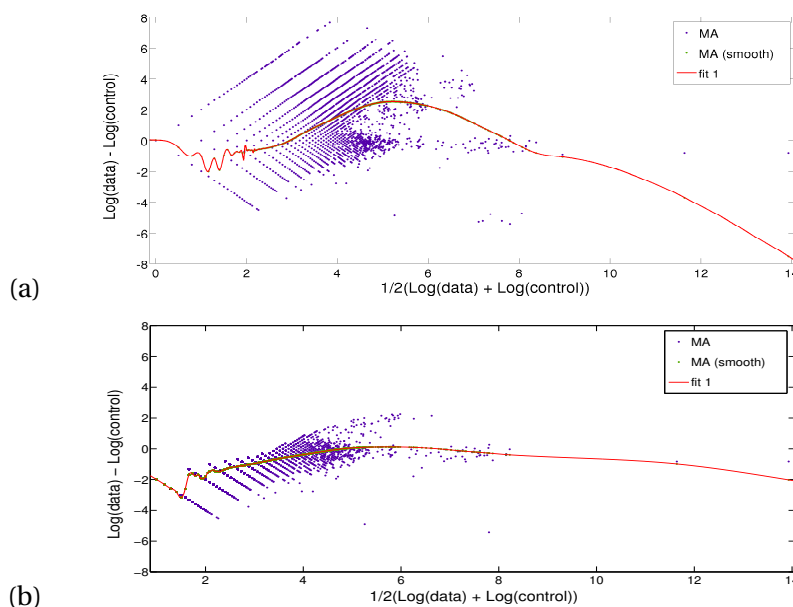 8
MA
MA (smooth)
fit 1
6
4
2
0
-2
-4
-6
-8
Log(data) - Log(control)
0 2 4 6 8 10 12 14
1/2(Log(data) + Log(control))
(a)
8
MA
MA (smooth)
fit 1
6
4
2
0
−2
−4
−6
−8
Log(data) − Log(control)
2 4 6 8 10 12 14
1/2(Log(data) + Log(control))
(b)